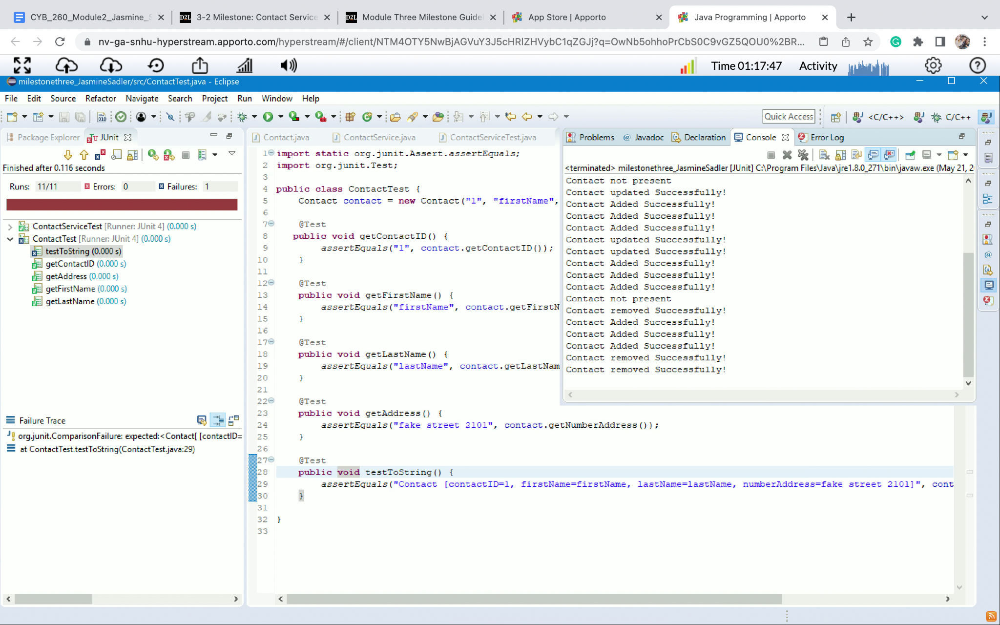 CYB_260_Module2_Jasmine_S
3-2 Milestone: Contact Service
Module Three Milestone Guide
App Store | Apporto
Java Programming | Apporto
nv-ga-snhu-hyperstream.apporto.com/hyperstream/#/client/NTM4OTY5NwBjAGVuY3J5cHRlZHVybC1qZGJj?q=OwNb5ohhoPrCbS0C9vGZ5QOU0%2BR...
Time 01:17:47
Activity
milestonethree_JasmineSadler/src/ContactTest.java - Eclipse
File Edit Source Refactor Navigate Search Project Run Window Help
Quick Access
<C/C++>
C/C++
Package Explorer
JUnit
Finished after 0.116 seconds
Runs: 11/11
Errors: 0
Failures: 1
ContactServiceTest [Runner: JUnit 4] (0.000 s)
ContactTest [Runner: JUnit 4] (0.000 s)
testToString (0.000 s)
getContactID (0.000 s)
getAddress (0.000 s)
getFirstName (0.000 s)
getLastName (0.000 s)
Failure Trace
org.junit.ComparisonFailure: expected:<Contact[ [contactID=
at ContactTest.testToString(ContactTest.java:29)
Contact.java
ContactService.java
ContactServiceTest.java
1 import static org.junit.Assert.assertEquals;
2 import org.junit.Test;
3
4 public class ContactTest {
5 Contact contact = new Contact("1", "firstName",
6
7 @Test
8 public void getContactID() {
9 assertEquals("1", contact.getContactID());
10 }
11
12 @Test
13 public void getFirstName() {
14 assertEquals("firstName", contact.getFirstN
15 }
16
17 @Test
18 public void getLastName() {
19 assertEquals("lastName", contact.getLastNam
20 }
21
22 @Test
23 public void getAddress() {
24 assertEquals("fake street 2101", contact.getNumberAddress());
25 }
26
27 @Test
28 public void testToString() {
29 assertEquals("Contact [contactID=1, firstName=firstName, lastName=lastName, numberAddress=fake street 2101]", cont
30 }
31
32 }
33
Problems
@ Javadoc
Declaration
Console
Error Log
<terminated> milestonethree_JasmineSadler [JUnit] C:\Program Files\Java\jre1.8.0_271\bin\javaw.exe (May 21, 2
Contact not present
Contact updated Successfully!
Contact Added Successfully!
Contact Added Successfully!
Contact Added Successfully!
Contact updated Successfully!
Contact updated Successfully!
Contact Added Successfully!
Contact Added Successfully!
Contact Added Successfully!
Contact not present
Contact removed Successfully!
Contact Added Successfully!
Contact Added Successfully!
Contact Added Successfully!
Contact removed Successfully!
Contact removed Successfully!